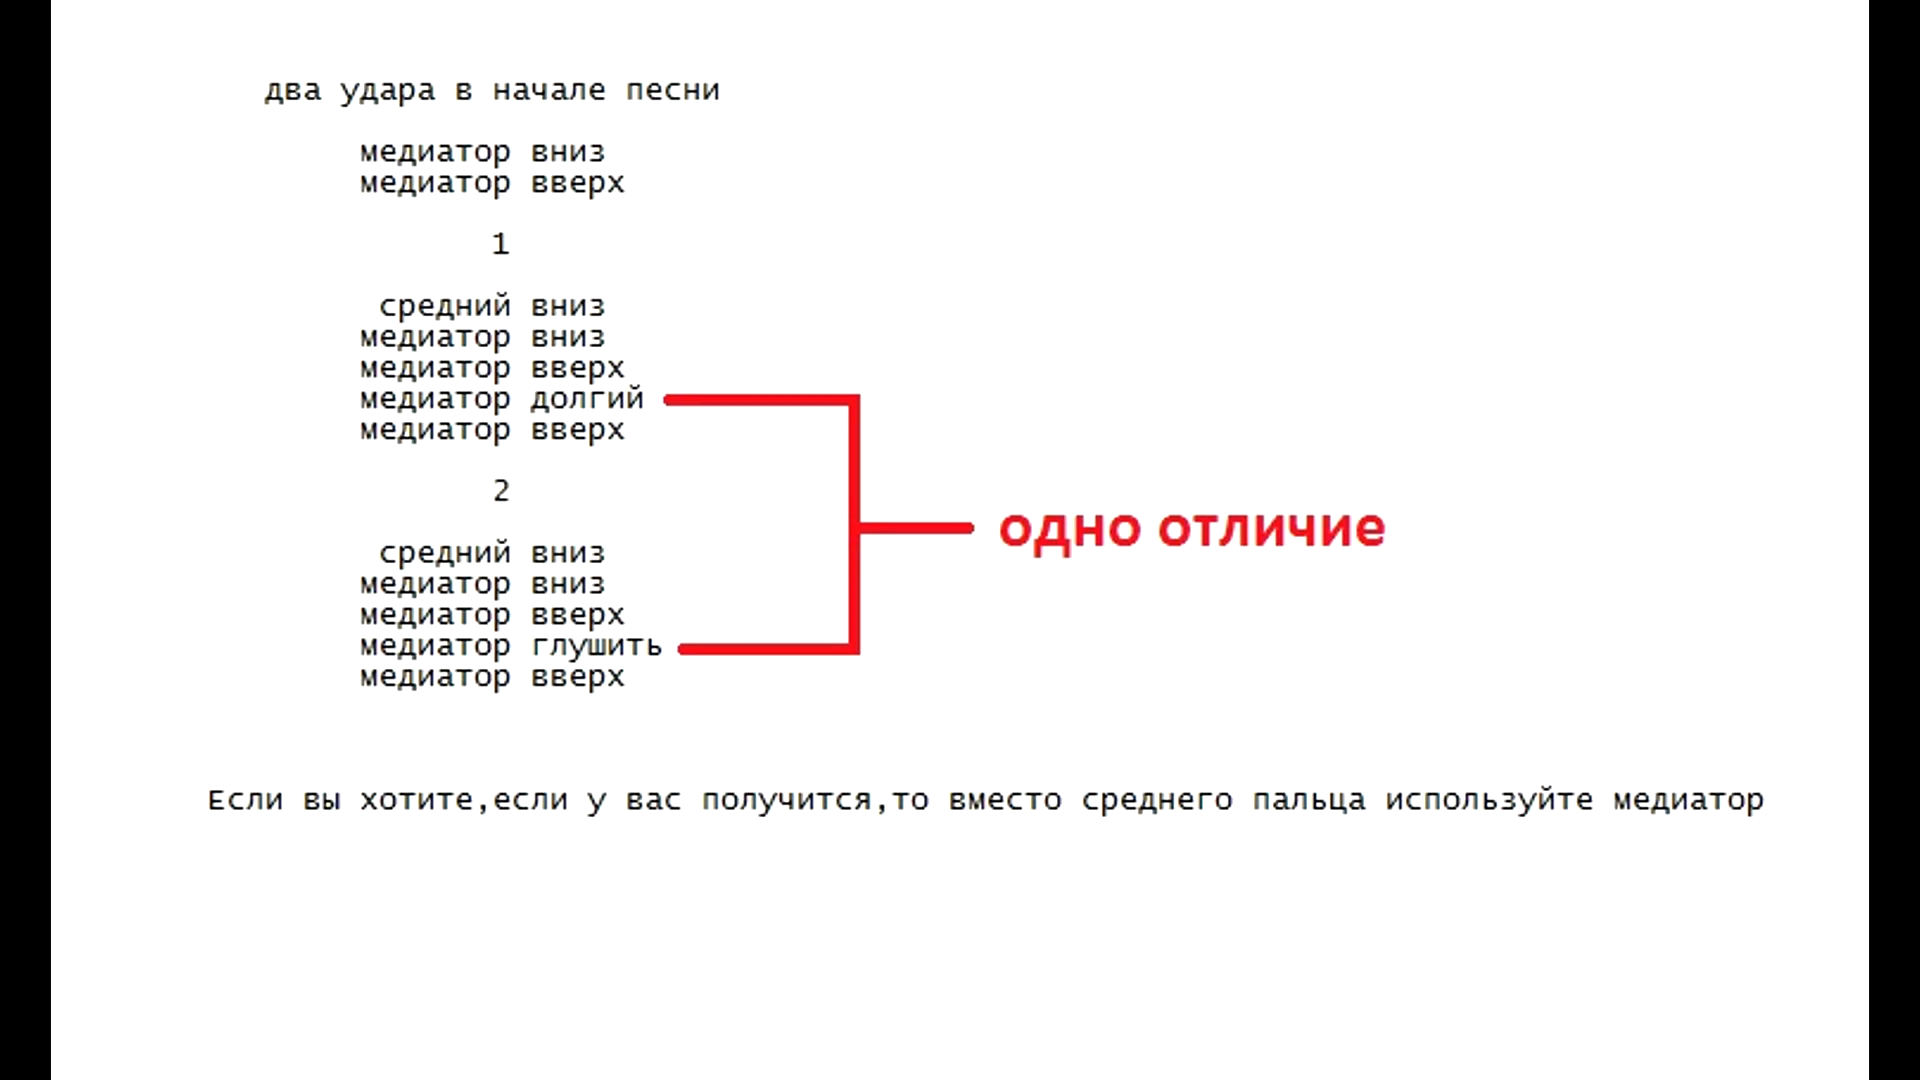 два удара в начале песни
медиатор вниз
медиатор вверх
1
средний вниз
медиатор вниз
медиатор вверх
медиатор долгий
медиатор вверх
2
средний вниз
медиатор вниз
медиатор вверх
медиатор глушить
медиатор вверх
одно отличие
Если вы хотите,если у вас получится,то вместо среднего пальца используйте медиатор